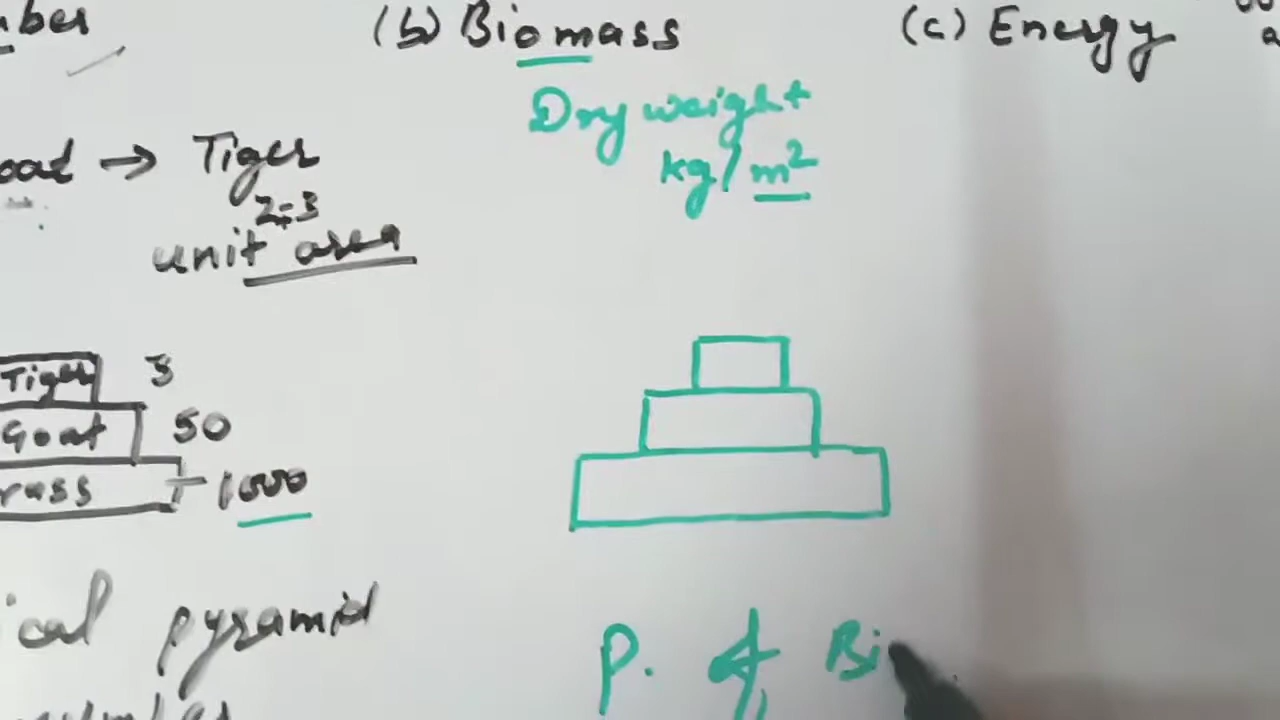 (b) Biomass
(c) Energy
Dry weight
kg/m²
→ Tiger
2-3
unit area
Tiger 3
Goat 50
1000
pyramid
P. of Bi